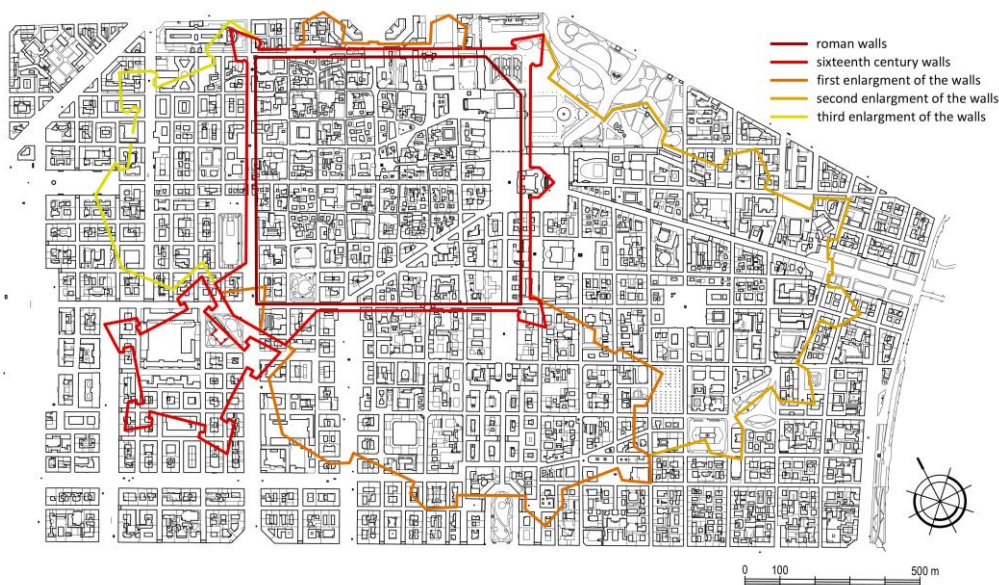 roman walls
sixteenth century walls
first enlargment of the walls
second enlargment of the walls
third enlargment of the walls
0 100 500 m